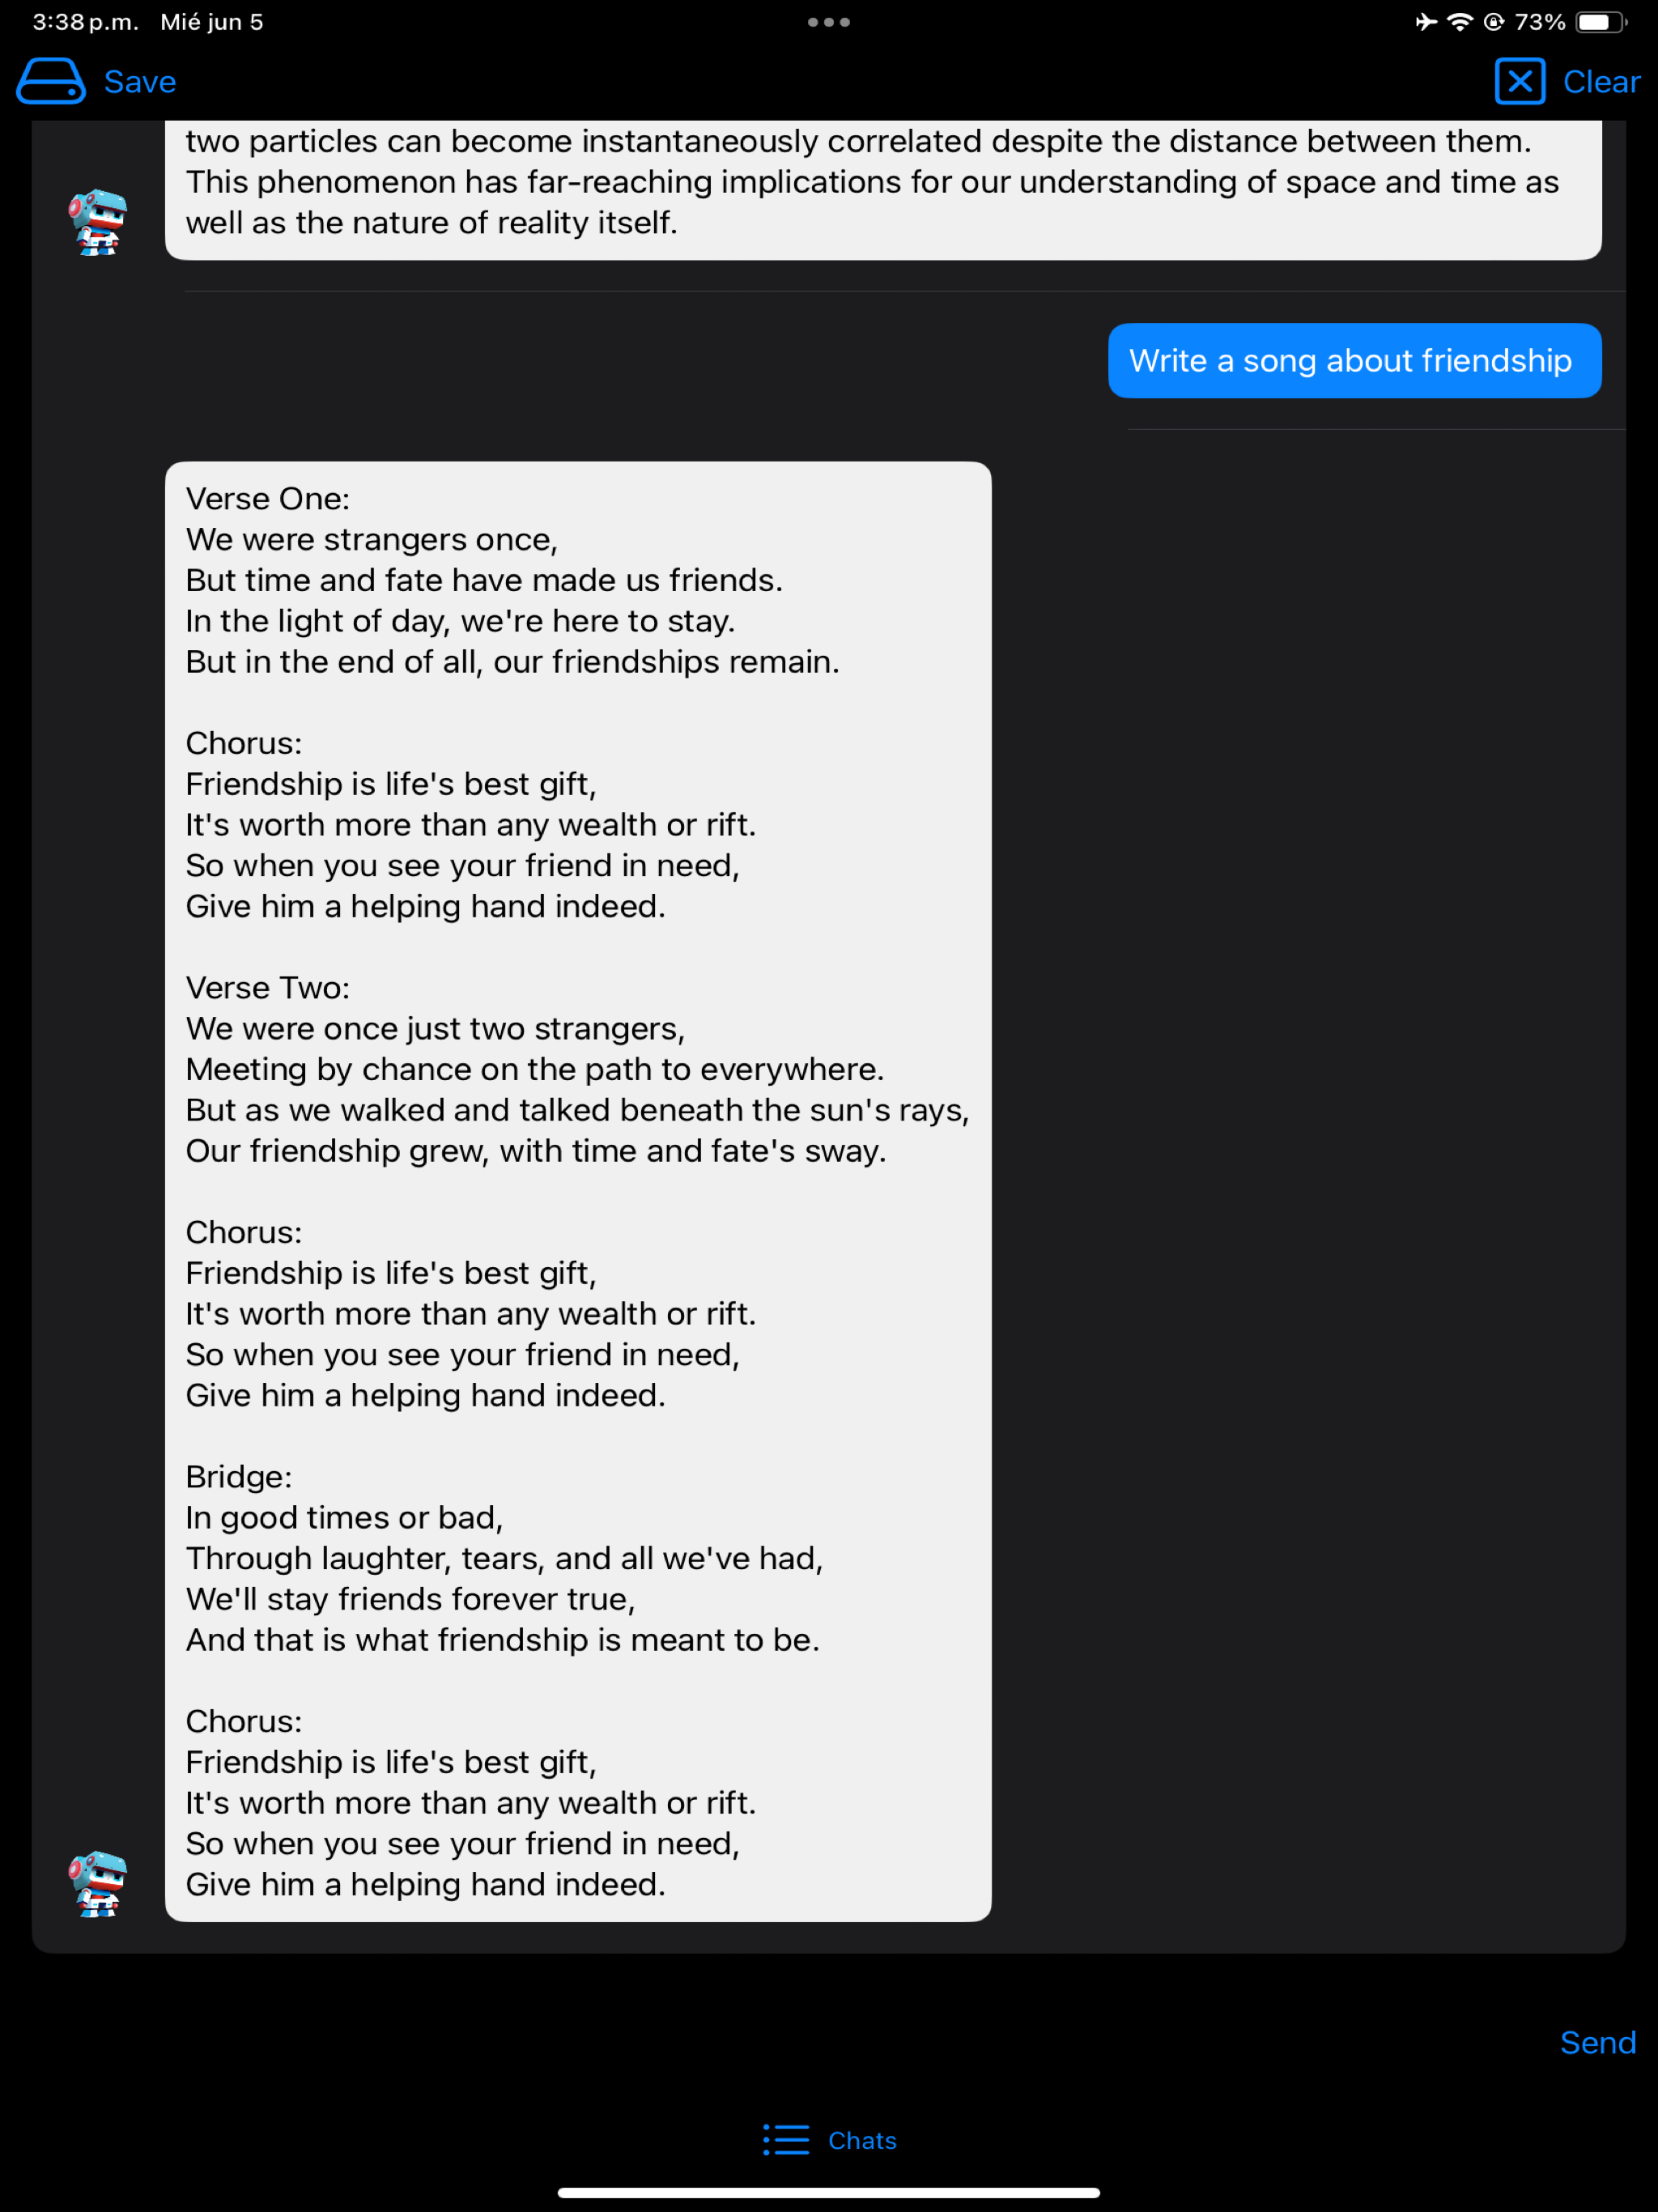 3:38 p.m. Mié jun 5
73%
Save
Clear
two particles can become instantaneously correlated despite the distance between them.
This phenomenon has far-reaching implications for our understanding of space and time as
well as the nature of reality itself.
Write a song about friendship
Verse One:
We were strangers once,
But time and fate have made us friends.
In the light of day, we're here to stay.
But in the end of all, our friendships remain.
Chorus:
Friendship is life's best gift,
It's worth more than any wealth or rift.
So when you see your friend in need,
Give him a helping hand indeed.
Verse Two:
We were once just two strangers,
Meeting by chance on the path to everywhere.
But as we walked and talked beneath the sun's rays,
Our friendship grew, with time and fate's sway.
Chorus:
Friendship is life's best gift,
It's worth more than any wealth or rift.
So when you see your friend in need,
Give him a helping hand indeed.
Bridge:
In good times or bad,
Through laughter, tears, and all we've had,
We'll stay friends forever true,
And that is what friendship is meant to be.
Chorus:
Friendship is life's best gift,
It's worth more than any wealth or rift.
So when you see your friend in need,
Give him a helping hand indeed.
Send
Chats